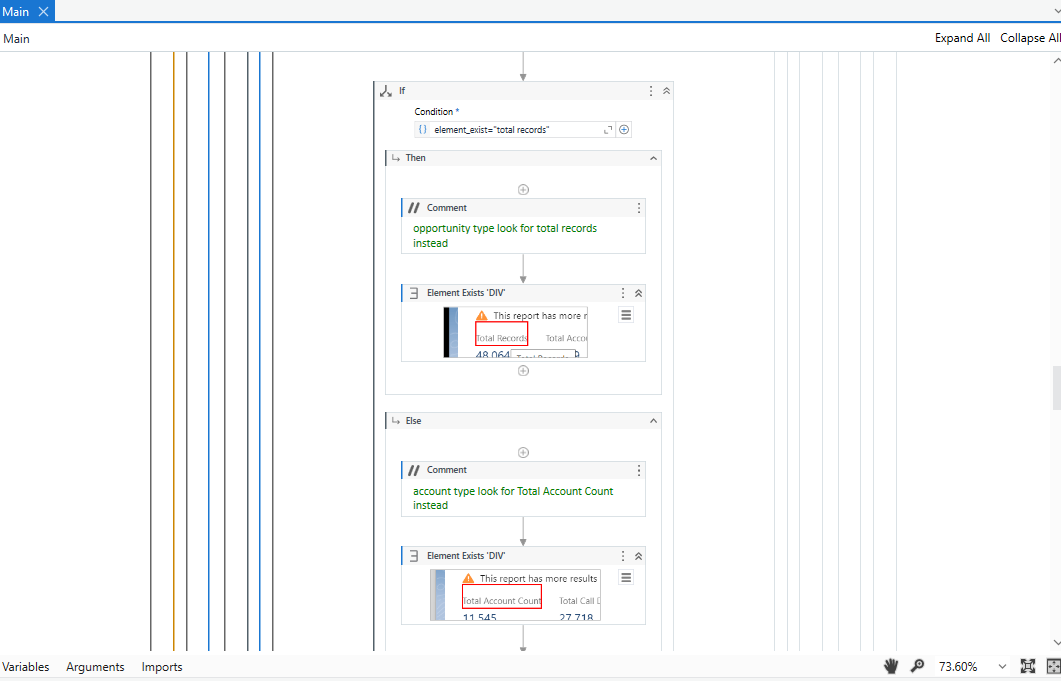 Main
Main
Expand All Collapse All
If
Condition *
element_exist="total records"
Then
Comment
opportunity type look for total records
instead
Element Exists 'DIV'
This report has more r
Total Records Total Accou
48,064
Total Records
Else
Comment
account type look for Total Account Count
instead
Element Exists 'DIV'
This report has more results
Total Account Count Total Call D
11,545 27,718
Variables Arguments Imports
73.60%